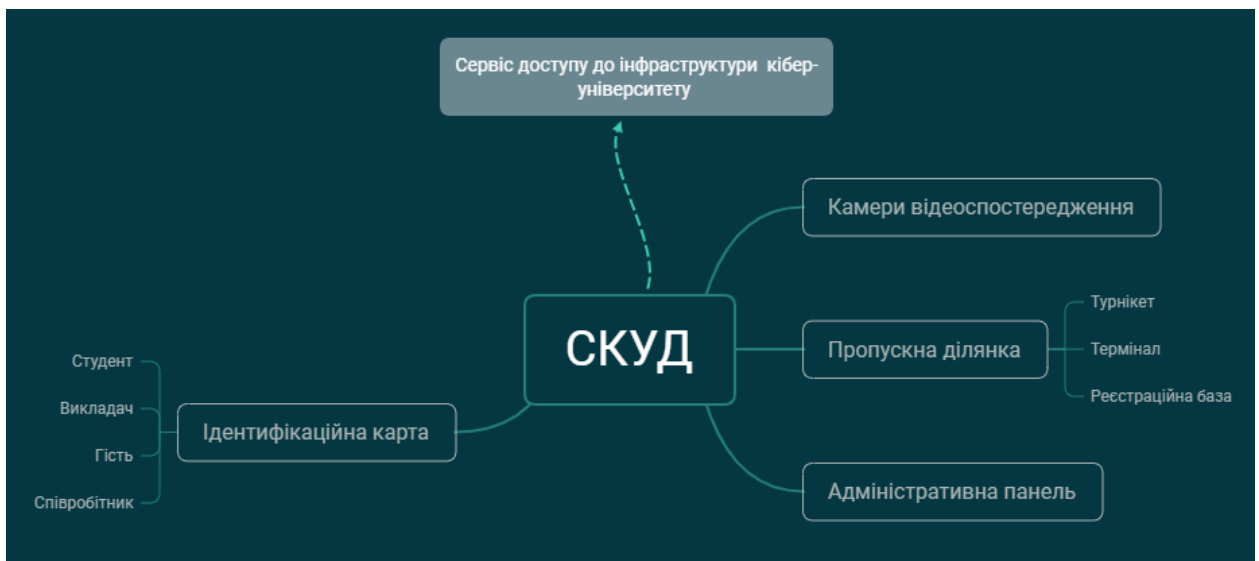 Сервіс доступу до інфраструктури кібер-
університету
Камери відеоспостередження
СКУД
Пропускна ділянка
Турнікет
Термінал
Реєстраційна база
Адміністративна панель
Ідентифікаційна карта
Студент
Викладач
Гість
Співробітник